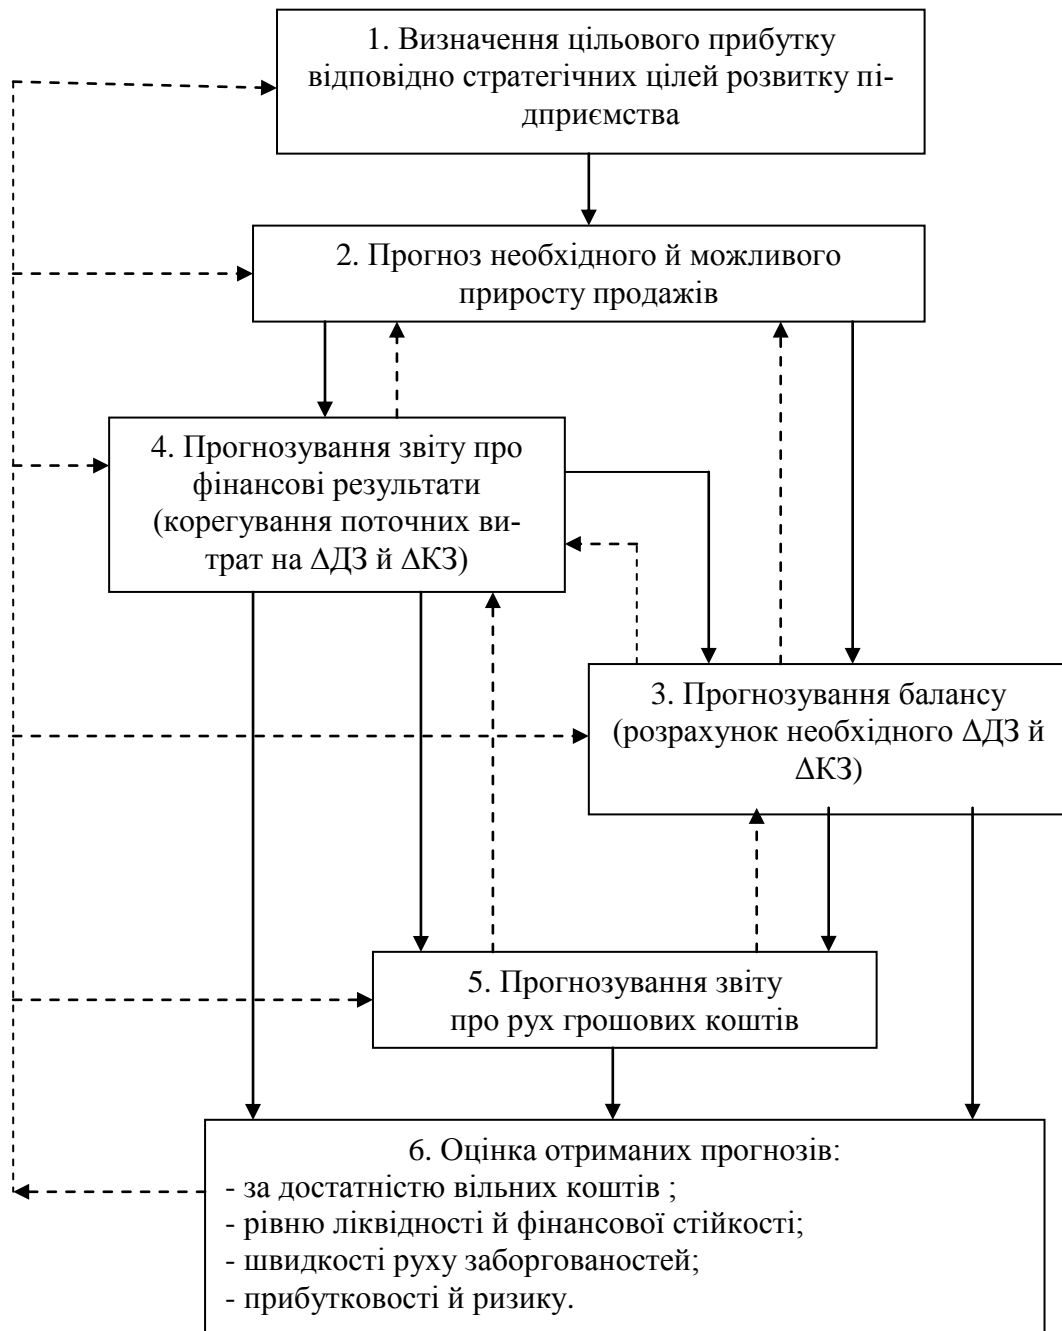 1. Визначення цільового прибутку
відповідно стратегічних цілей розвитку пі-
дприємства
2. Прогноз необхідного й можливого
приросту продажів
4. Прогнозування звіту про
фінансові результати
(корегування поточних ви-
трат на ΔДЗ й ΔКЗ)
3. Прогнозування балансу
(розрахунок необхідного ΔДЗ й
ΔКЗ)
5. Прогнозування звіту
про рух грошових коштів
6. Оцінка отриманих прогнозів:
- за достатністю вільних коштів ;
- рівню ліквідності й фінансової стійкості;
- швидкості руху заборгованостей;
- прибутковості й ризику.